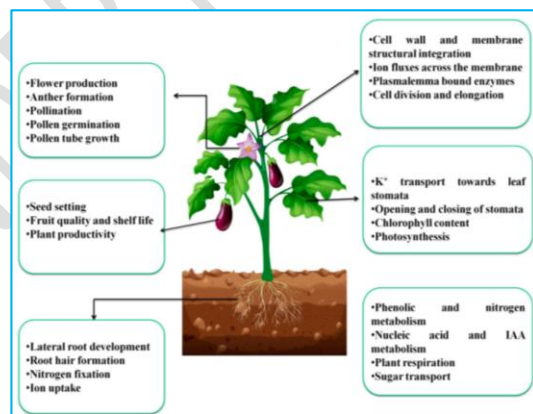 •Flower production
•Anther formation
•Pollination
•Pollen germination
•Pollen tube growth
•Cell wall and membrane
structural integration
•Ion fluxes across the membrane
•Plasmalemma bound enzymes
•Cell division and elongation
•Seed setting
•Fruit quality and shelf life
•Plant productivity
•K⁺ transport towards leaf
stomata
•Opening and closing of stomata
•Chlorophyll content
•Photosynthessis
•Lateral root development
•Root hair formation
•Nitrogen fixation
•Ion uptake
•Phenolic and nitrogen
metabolism
•Nucleic acid and IAA
metabolism
•Plant respiration
•Sugar transport